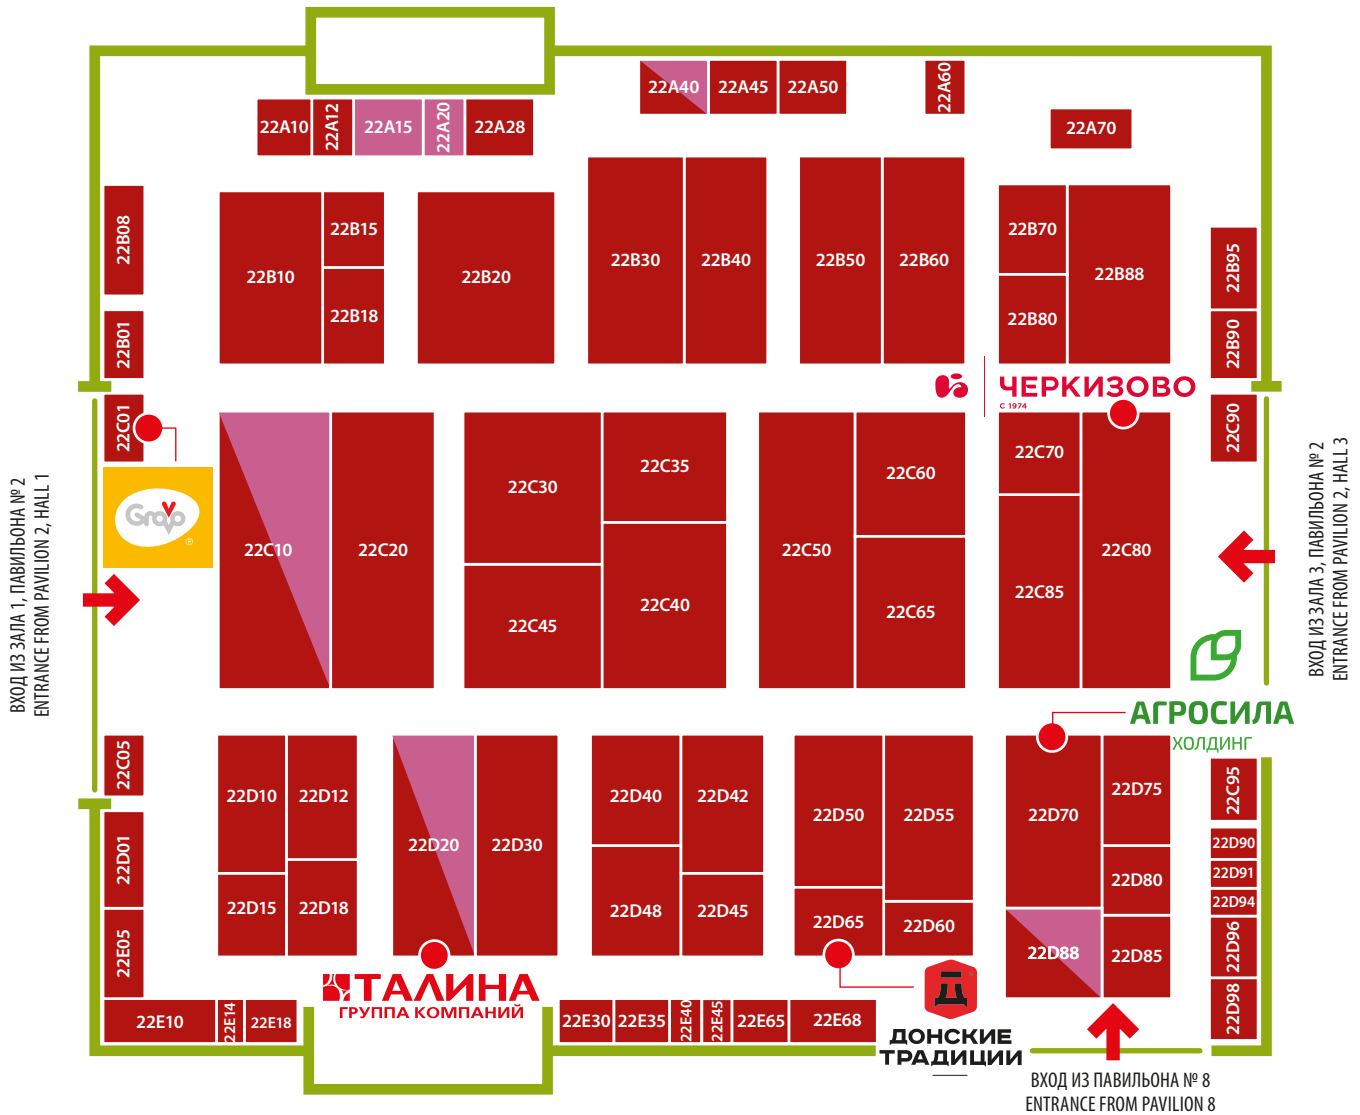 22A40
22A45
22A50
22A60
22A10
22A12
22A15
22A20
22A28
22A70
22B08
22B10
22B15
22B18
22B20
22B30
22B40
22B50
22B60
22B70
22B80
22B88
22B95
22B90
22B01
ЧЕРКИЗОВО
С 1974
22C01
Gravo
®
22C10
22C20
22C30
22C35
22C40
22C45
22C50
22C60
22C65
22C70
22C85
22C80
22C90
ВХОД ИЗ ЗАЛА 1, ПАВИЛЬОНА № 2
ENTRANCE FROM PAVILION 2, HALL 1
ВХОД ИЗ ЗАЛА 3, ПАВИЛЬОНА № 2
ENTRANCE FROM PAVILION 2, HALL 3
АГРОСИЛА
ХОЛДИНГ
22C05
22D01
22E05
22D10
22D12
22D15
22D18
22D20
22D30
22D40
22D42
22D48
22D45
22D50
22D55
22D65
22D60
22D70
22D75
22D80
22D88
22D85
22C95
22D90
22D91
22D94
22D96
22D98
ТАЛИНА
ГРУППА КОМПАНИЙ
22E10
22E14
22E18
22E30
22E35
22E40
22E45
22E65
22E68
ДОНСКИЕ
ТРАДИЦИИ
ВХОД ИЗ ПАВИЛЬОНА № 8
ENTRANCE FROM PAVILION 8